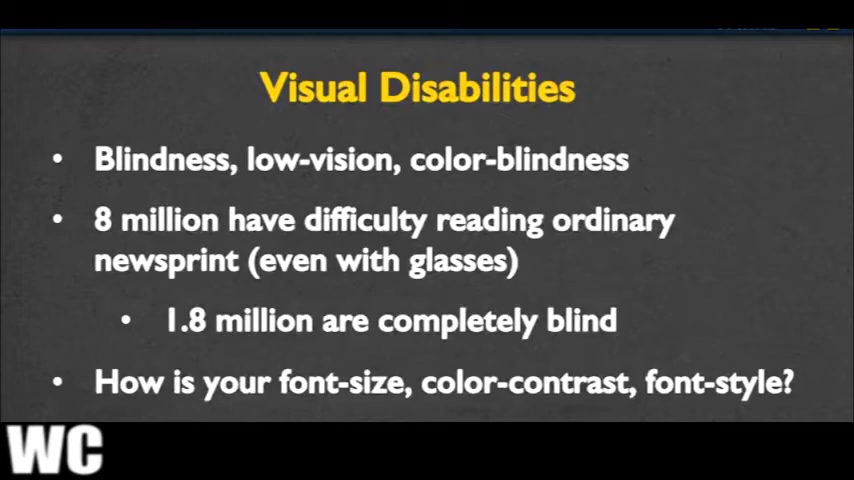 Visual Disabilities
• Blindness, low-vision, color-blindness
• 8 million have difficulty reading ordinary
newsprint (even with glasses)
• 1.8 million are completely blind
• How is your font-size, color-contrast, font-style?
WC